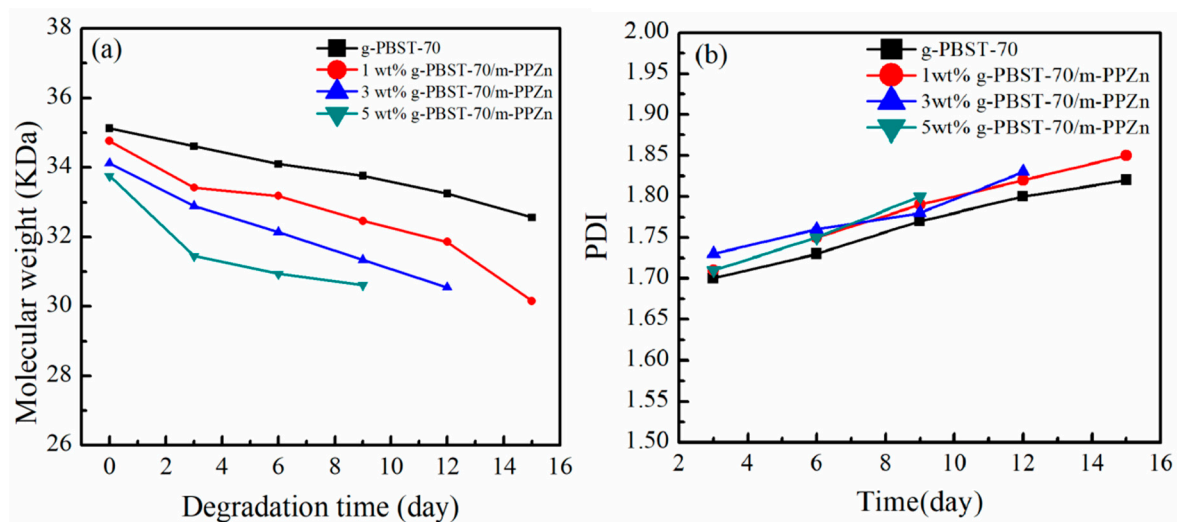 (a)
g-PBST-70
1 wt% g-PBST-70/m-PPZn
3 wt% g-PBST-70/m-PPZn
5 wt% g-PBST-70/m-PPZn
Molecular weight (KDa)
38
36
34
32
30
28
26
0 2 4 6 8 10 12 14 16
Degradation time (day)
(b)
g-PBST-70
1wt% g-PBST-70/m-PPZn
3wt% g-PBST-70/m-PPZn
5wt% g-PBST-70/m-PPZn
PDI
2.00
1.95
1.90
1.85
1.80
1.75
1.70
1.65
1.60
1.55
1.50
2 4 6 8 10 12 14 16
Time(day)